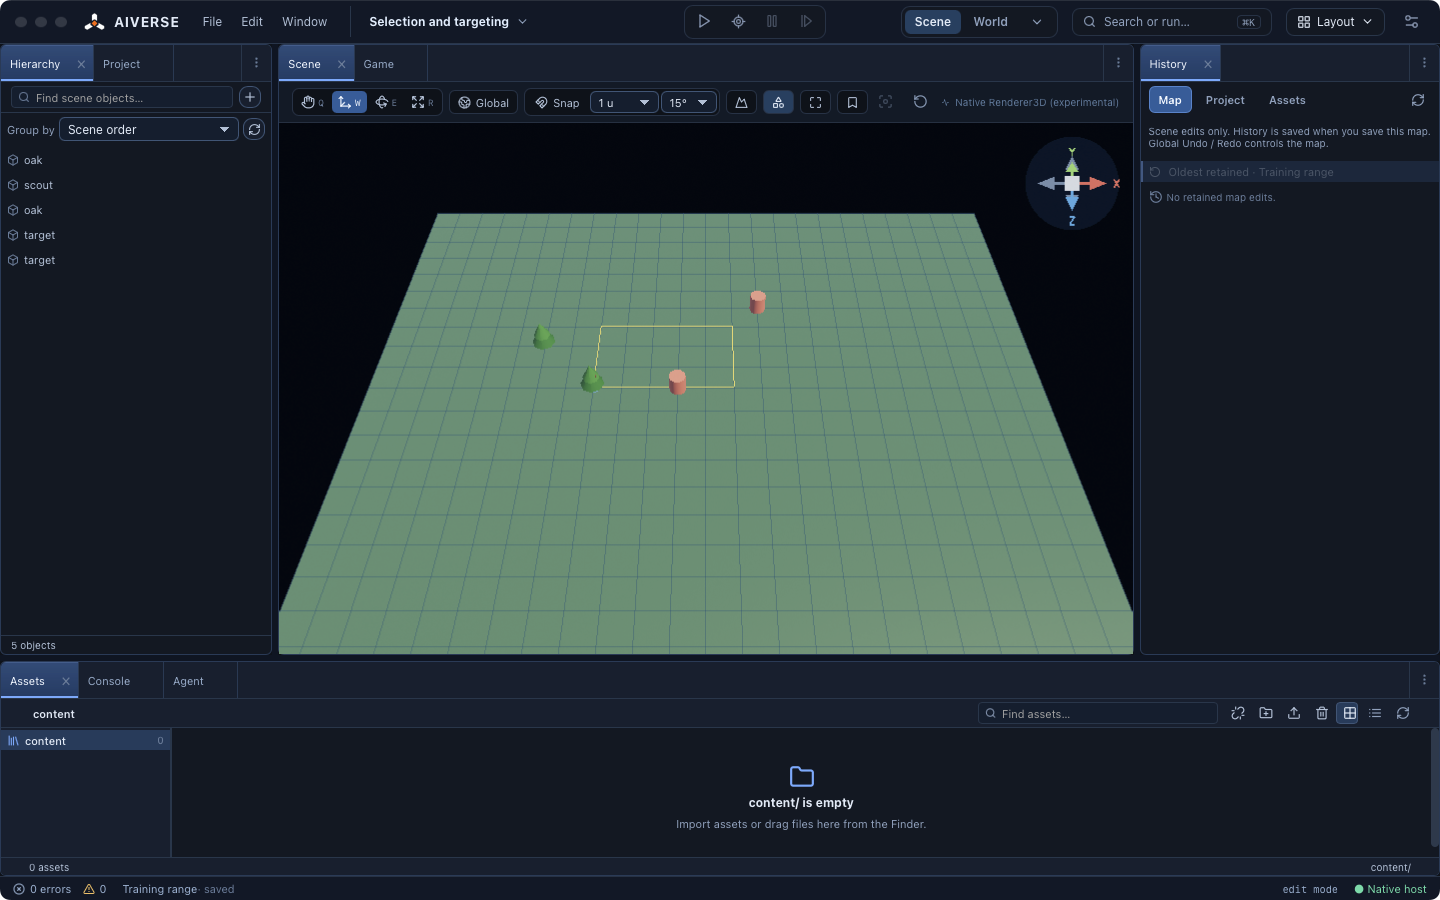 AIVERSE File Edit Window Selection and targeting Scene World Search or run... ⌘K Layout
Hierarchy Project
Find scene objects...
Group by Scene order
oak
scout
oak
target
target
5 objects
Scene Game
Q W E R Global Snap 1 u 15° Native Renderer3D (experimental)
Y
X
Z
History
Map Project Assets
Scene edits only. History is saved when you save this map.
Global Undo / Redo controls the map.
Oldest retained · Training range
No retained map edits.
Assets Console Agent
content Find assets...
content 0
content/ is empty
Import assets or drag files here from the Finder.
0 assets content/
0 errors 0 Training range · saved edit mode Native host